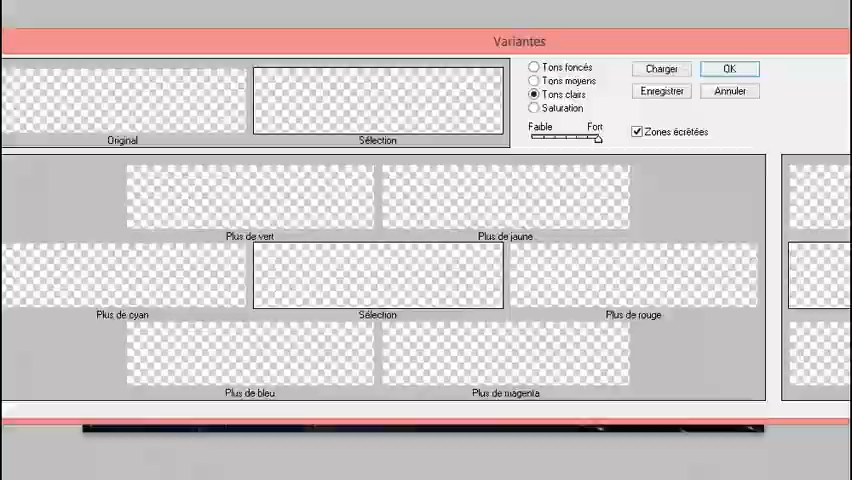 Variantes
Tons foncés
Tons moyens
Tons clairs
Saturation
Charger
OK
Enregistrer
Annuler
Faible
Fort
Zones écrêtées
Original
Sélection
Plus de vert
Plus de jaune
Plus de cyan
Sélection
Plus de rouge
Plus de bleu
Plus de magenta